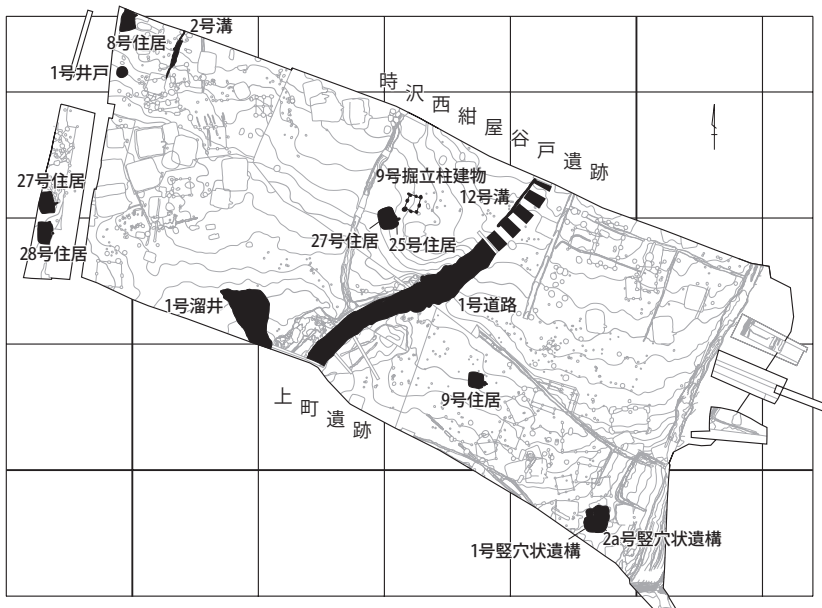 8号住居
2号溝
1号井戸
時沢西紺屋谷戸遺跡
27号住居
28号住居
9号掘立柱建物
12号溝
27号住居
25号住居
1号溜井
1号道路
9号住居
上町遺跡
1号竪穴状遺構
2a号竪穴状遺構